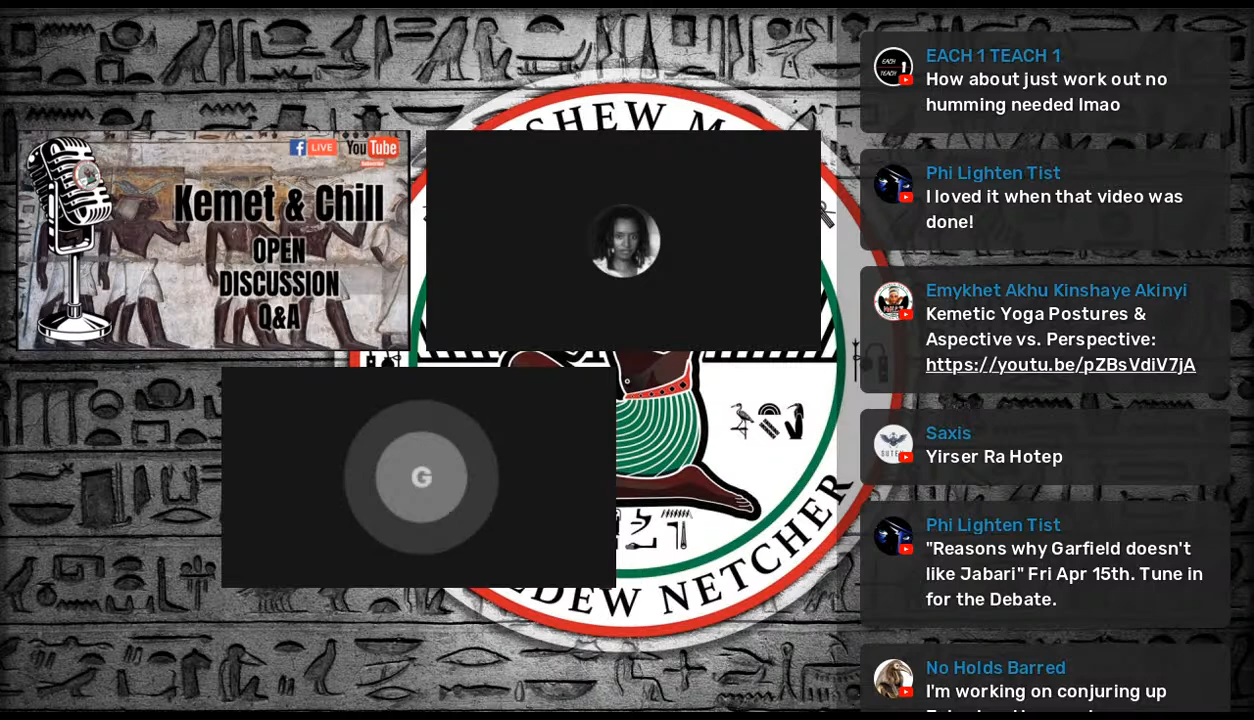 SHEW M
f LIVE YouTube
Subscribe
Kemet & Chill
OPEN
DISCUSSION
Q&A
G
DEW NETCHER
EACH 1 TEACH 1
How about just work out no
humming needed lmao
Phi Lighten Tist
I loved it when that video was
done!
Emykhet Akhu Kinshaye Akinyi
Kemetic Yoga Postures &
Aspective vs. Perspective:
https://youtu.be/pZBsVdiV7jA
Saxis
Yirser Ra Hotep
Phi Lighten Tist
"Reasons why Garfield doesn't
like Jabari" Fri Apr 15th. Tune in
for the Debate.
No Holds Barred
I'm working on conjuring up